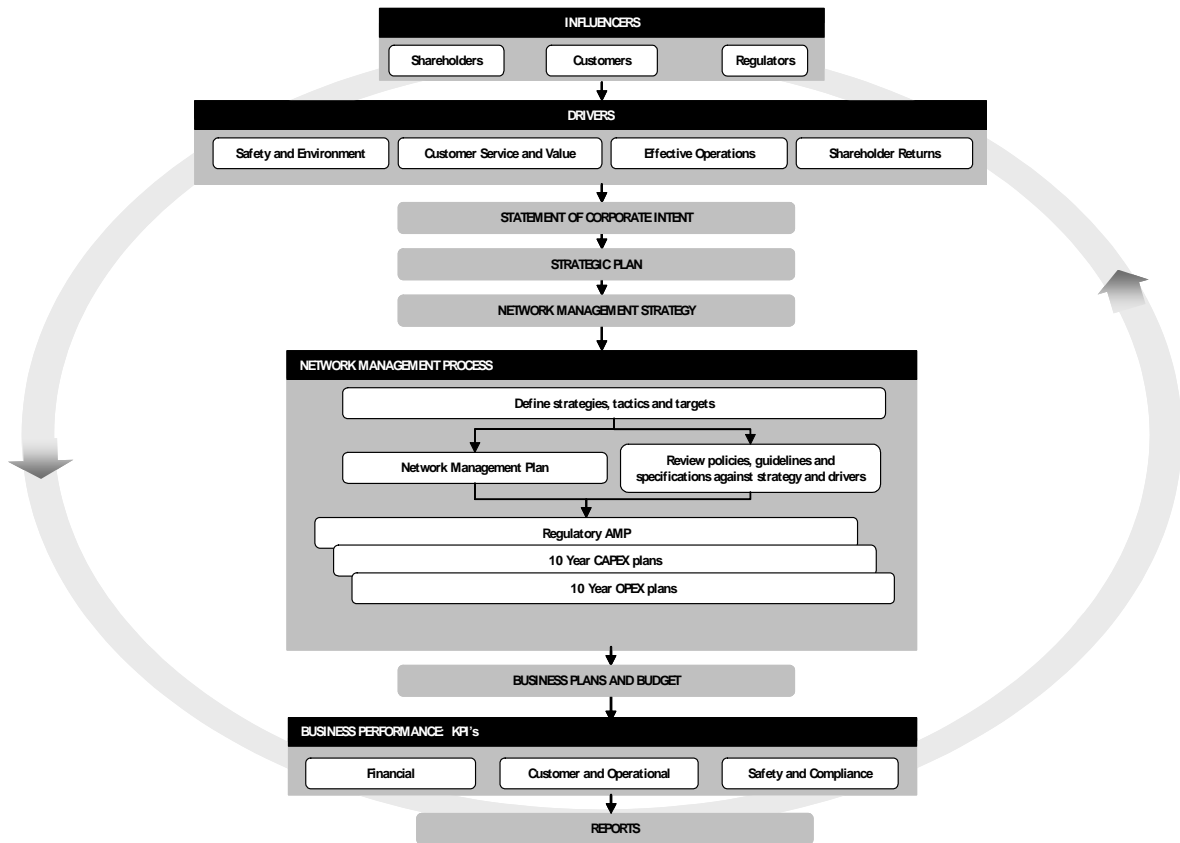 INFLUENCERS
Shareholders
Customers
Regulators
DRIVERS
Safety and Environment
Customer Service and Value
Effective Operations
Shareholder Returns
STATEMENT OF CORPORATE INTENT
STRATEGIC PLAN
NETWORK MANAGEMENT STRATEGY
NETWORK MANAGEMENT PROCESS
Define strategies, tactics and targets
Network Management Plan
Review policies, guidelines and
specifications against strategy and drivers
Regulatory AMP
10 Year CAPEX plans
10 Year OPEX plans
BUSINESS PLANS AND BUDGET
BUSINESS PERFORMANCE: KPI's
Financial
Customer and Operational
Safety and Compliance
REPORTS